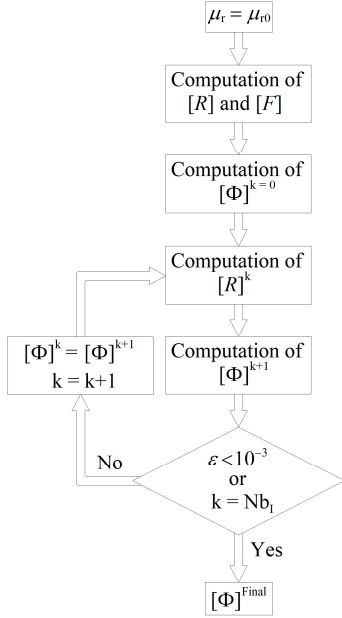 μr = μr0
Computation of
[R] and [F]
Computation of
[Φ]^k = 0
Computation of
[R]^k
[Φ]^k = [Φ]^k+1
k = k+1
Computation of
[Φ]^k+1
No
ε<10^−3
or
k = Nb_I
Yes
[Φ]^Final